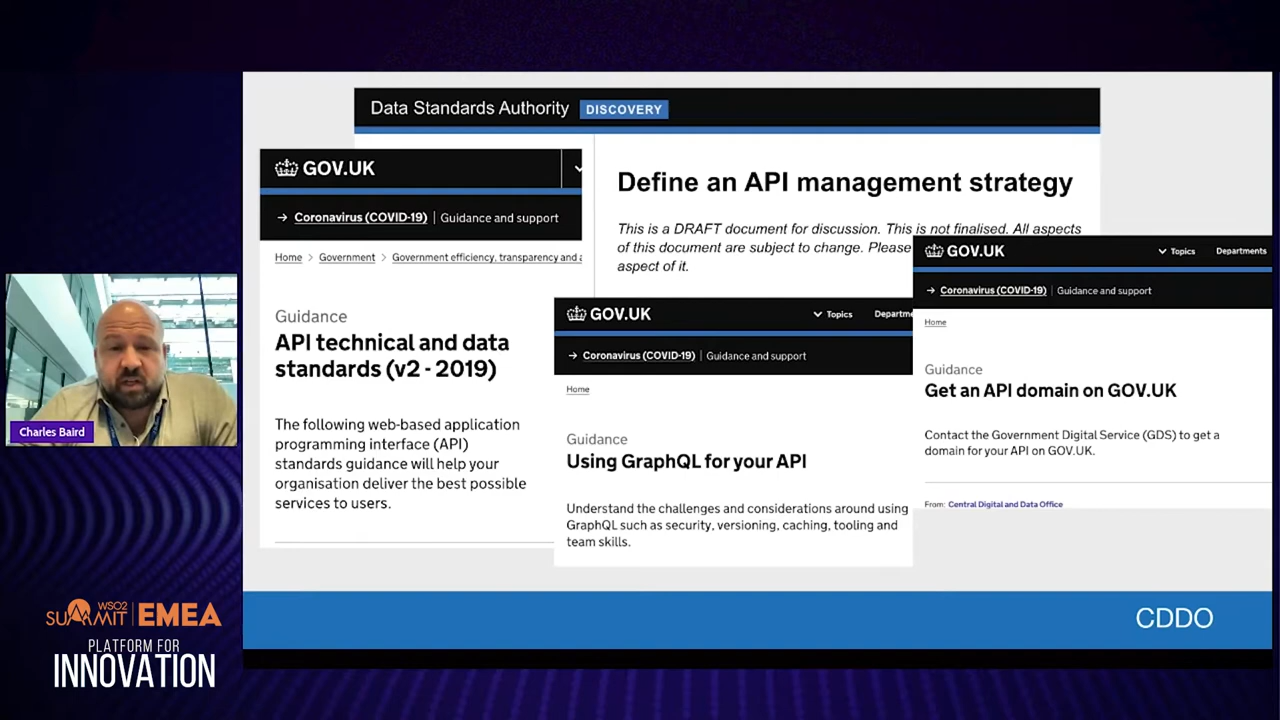 Data Standards Authority DISCOVERY
Define an API management strategy
This is a DRAFT document for discussion. This is not finalised. All aspects
of this document are subject to change. Please
aspect of it.
GOV.UK
→ Coronavirus (COVID-19) | Guidance and support
Home > Government > Government efficiency, transparency and a
Guidance
API technical and data
standards (v2 - 2019)
The following web-based application
programming interface (API)
standards guidance will help your
organisation deliver the best possible
services to users.
GOV.UK
Topics
Departme
→ Coronavirus (COVID-19) | Guidance and support
Home
Guidance
Using GraphQL for your API
Understand the challenges and considerations around using
GraphQL such as security, versioning, caching, tooling and
team skills.
GOV.UK
Topics
Departments
→ Coronavirus (COVID-19) | Guidance and support
Home
Guidance
Get an API domain on GOV.UK
Contact the Government Digital Service (GDS) to get a
domain for your API on GOV.UK.
From: Central Digital and Data Office
CDDO
Charles Baird
WSO2
SUMMIT | EMEA
PLATFORM FOR
INNOVATION